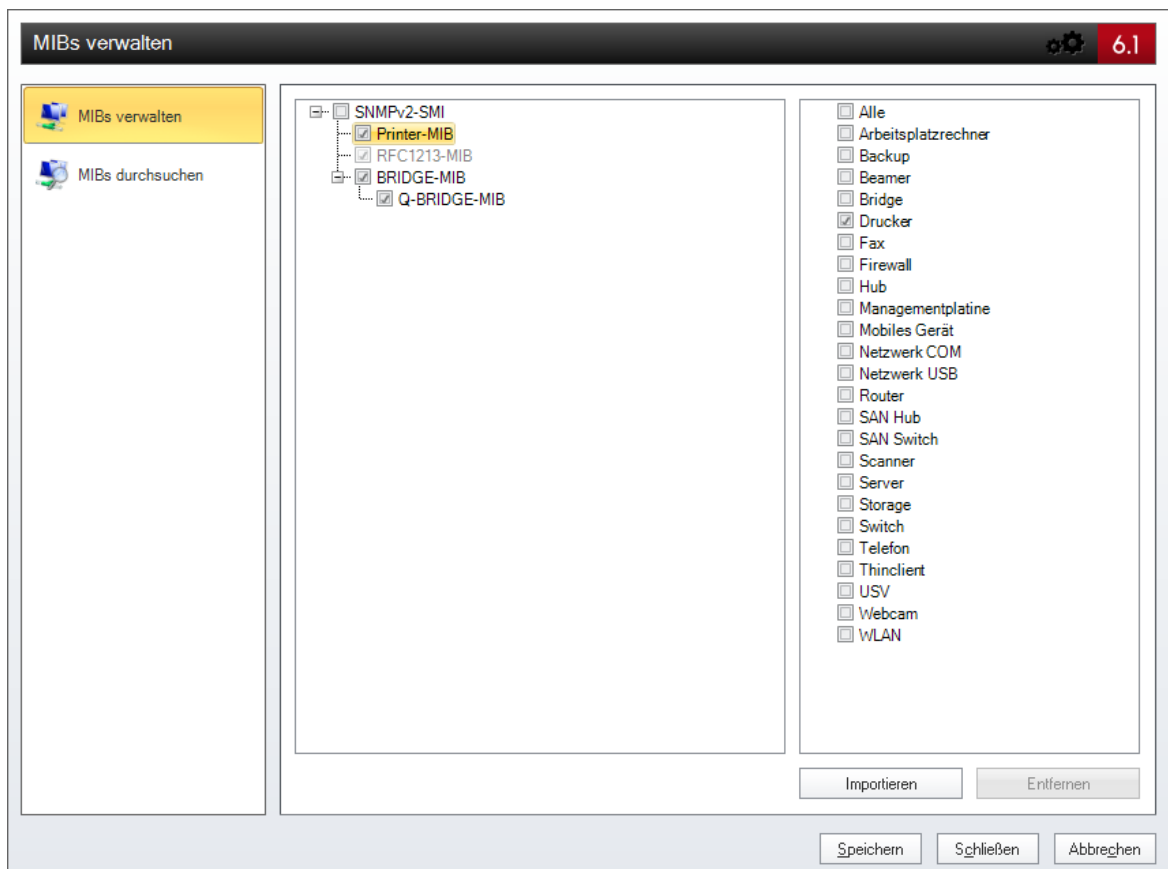 MIBs verwalten
6.1
MIBs verwalten
MIBs durchsuchen
SNMPv2-SMI
Printer-MIB
RFC1213-MIB
BRIDGE-MIB
Q-BRIDGE-MIB
Alle
Arbeitsplatzrechner
Backup
Beamer
Bridge
Drucker
Fax
Firewall
Hub
Managementplatine
Mobiles Gerät
Netzwerk COM
Netzwerk USB
Router
SAN Hub
SAN Switch
Scanner
Server
Storage
Switch
Telefon
Thinclient
USV
Webcam
WLAN
Importieren
Entfernen
Speichern
Schließen
Abbrechen